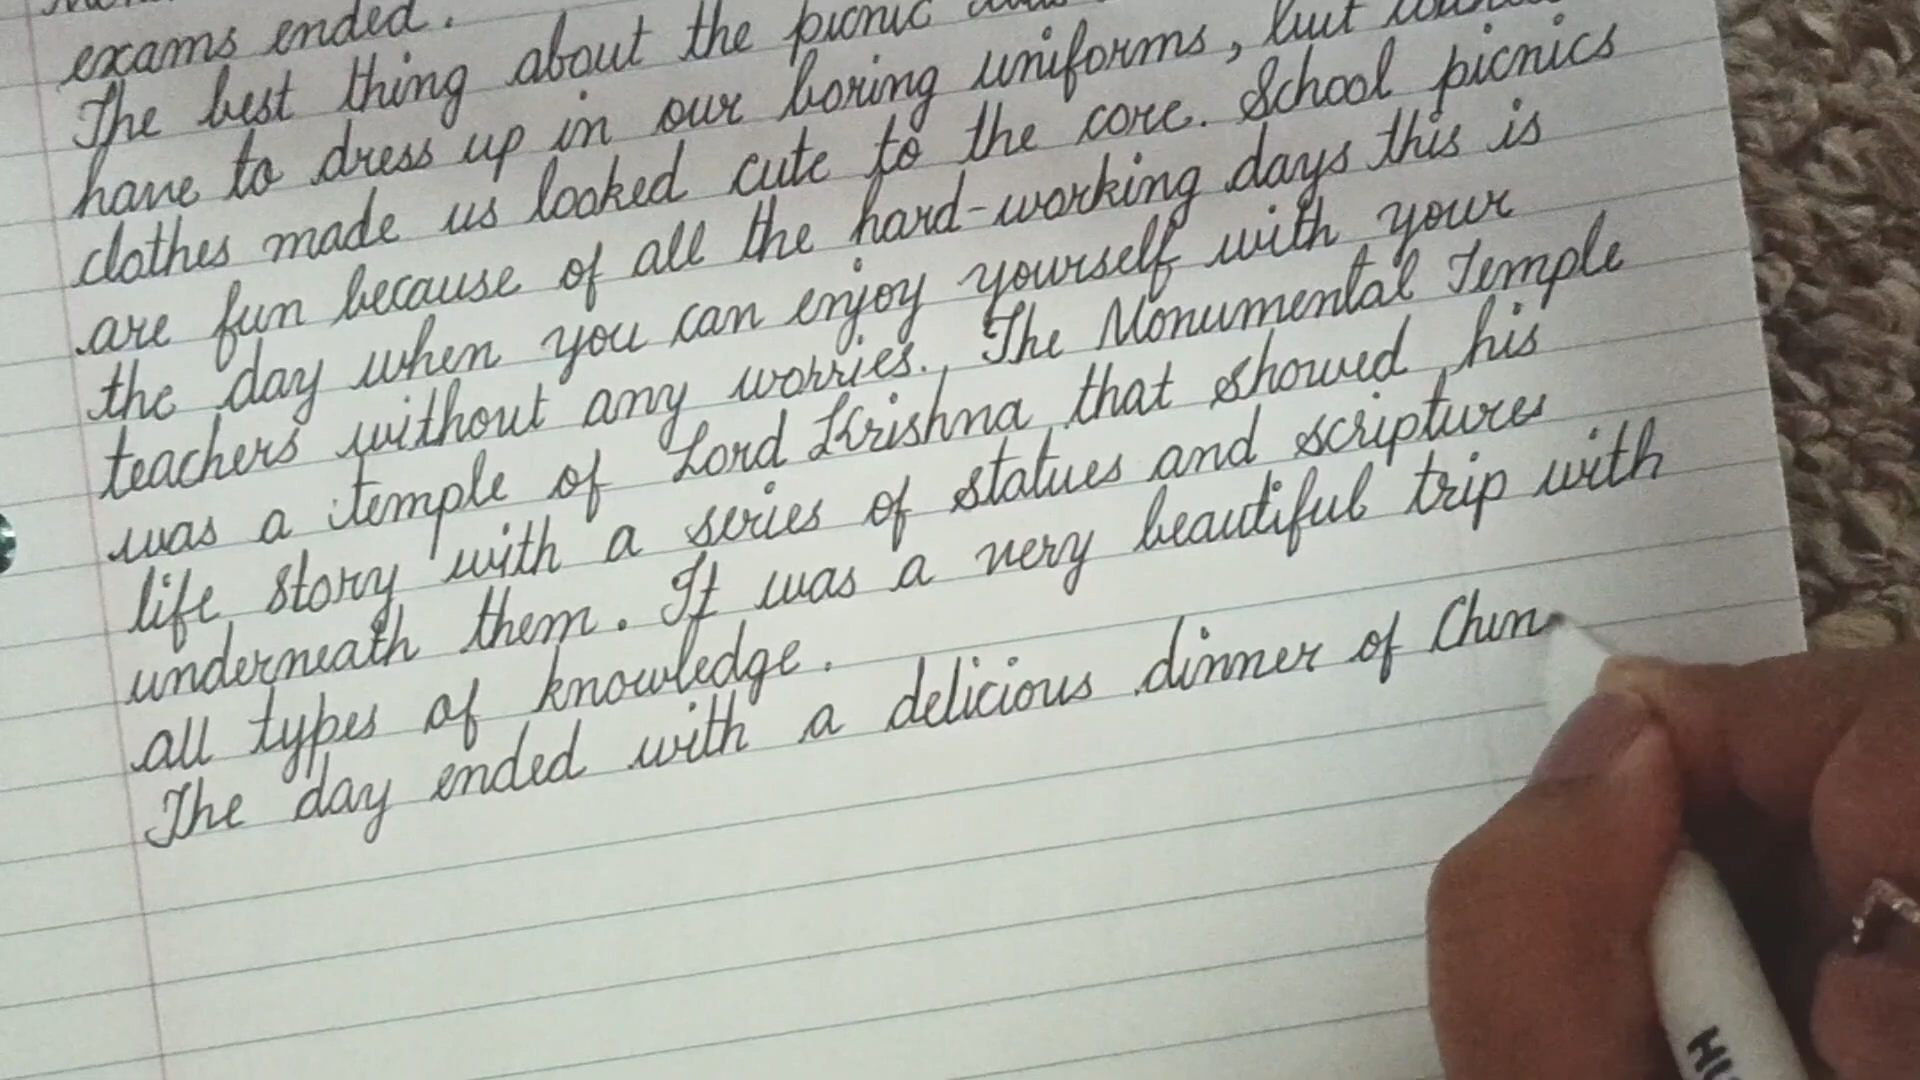 exams ended.
The best thing about the picnic
have to dress up in our boring uniforms, but
clothes made us looked cute to the core. School picnics
are fun because of all the hard-working days this is
the day when you can enjoy yourself with your
teachers without any worries. The Monumental Temple
was a temple of Lord Krishna that showed his
life story with a series of statues and scriptures
underneath them. It was a very beautiful trip with
all types of knowledge.
The day ended with a delicious dinner of Chin